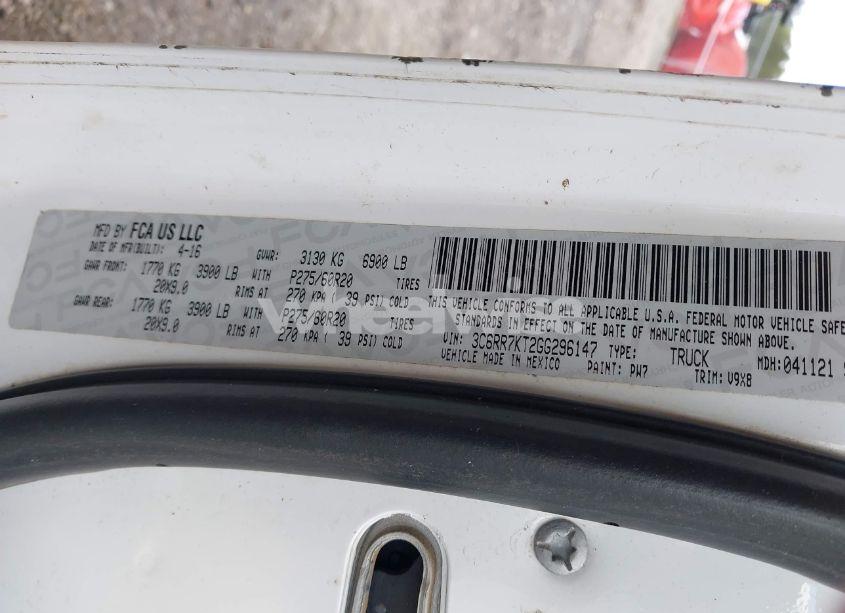 MFD BY FCA US LLC
DATE OF MFR(BUILT): 4-16 GVWR: 3130 KG 6900 LB
GAWR FRONT: 1770 KG 3900 LB WITH P275/60R20 TIRES
20X9.0 RIMS AT 270 KPA ( 39 PSI) COLD
GAWR REAR: 1770 KG 3900 LB WITH P275/60R20 TIRES
20X9.0 RIMS AT 270 KPA ( 39 PSI) COLD
THIS VEHICLE CONFORMS TO ALL APPLICABLE U.S.A. FEDERAL MOTOR VEHICLE SAFE
STANDARDS IN EFFECT ON THE DATE OF MANUFACTURE SHOWN ABOVE.
VIN: 3C6RR7KT2GG296147 TYPE: TRUCK MDH:041121
VEHICLE MADE IN MEXICO PAINT: PW7 TRIM: V9X8